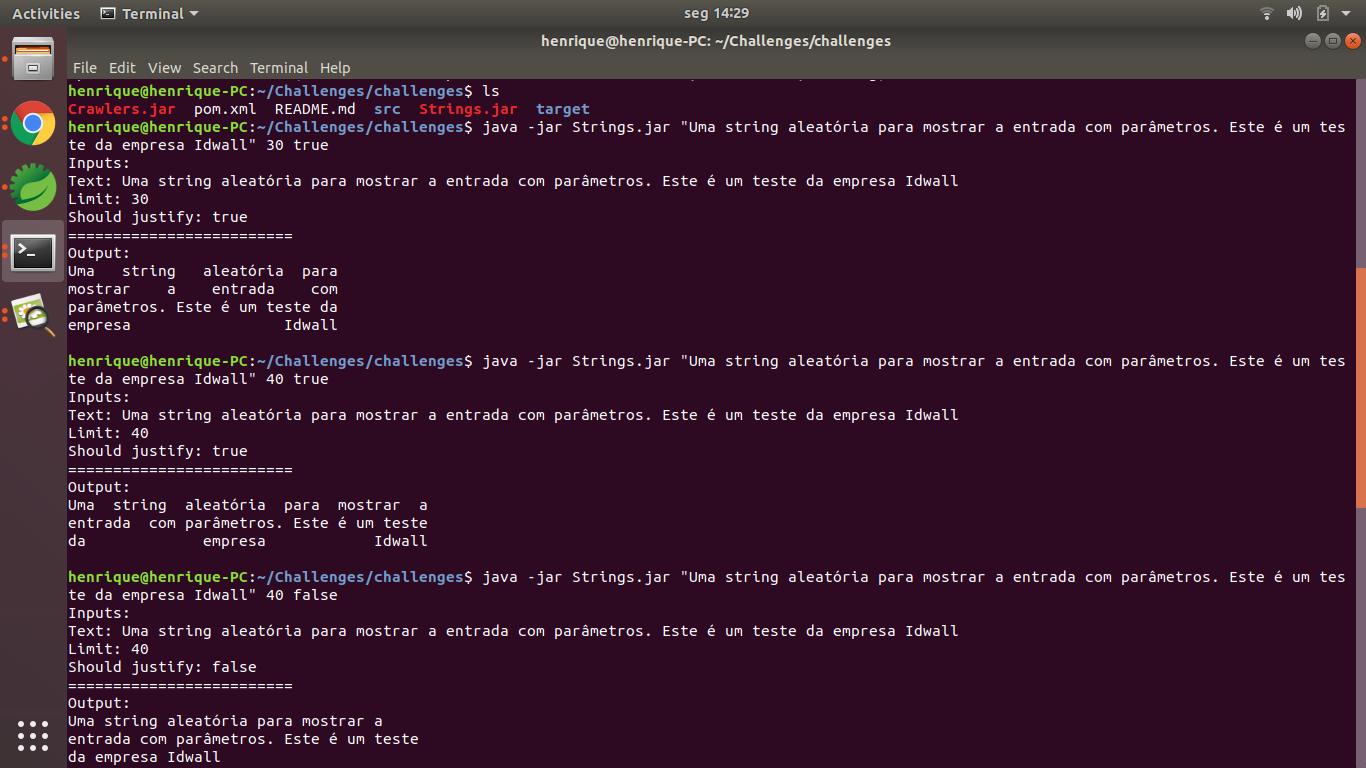 Activities Terminal seg 14:29
henrique@henrique-PC: ~/Challenges/challenges
File Edit View Search Terminal Help
henrique@henrique-PC:~/Challenges/challenges$ ls
Crawlers.jar  pom.xml  README.md  src  Strings.jar  target
henrique@henrique-PC:~/Challenges/challenges$ java -jar Strings.jar "Uma string aleatória para mostrar a entrada com parâmetros. Este é um tes
te da empresa Idwall" 30 true
Inputs:
Text: Uma string aleatória para mostrar a entrada com parâmetros. Este é um teste da empresa Idwall
Limit: 30
Should justify: true
=========================
Output:
Uma   string   aleatória  para
mostrar    a    entrada    com
parâmetros. Este é um teste da
empresa                 Idwall
henrique@henrique-PC:~/Challenges/challenges$ java -jar Strings.jar "Uma string aleatória para mostrar a entrada com parâmetros. Este é um tes
te da empresa Idwall" 40 true
Inputs:
Text: Uma string aleatória para mostrar a entrada com parâmetros. Este é um teste da empresa Idwall
Limit: 40
Should justify: true
=========================
Output:
Uma  string  aleatória  para  mostrar  a
entrada  com parâmetros. Este é um teste
da             empresa            Idwall
henrique@henrique-PC:~/Challenges/challenges$ java -jar Strings.jar "Uma string aleatória para mostrar a entrada com parâmetros. Este é um tes
te da empresa Idwall" 40 false
Inputs:
Text: Uma string aleatória para mostrar a entrada com parâmetros. Este é um teste da empresa Idwall
Limit: 40
Should justify: false
=========================
Output:
Uma string aleatória para mostrar a
entrada com parâmetros. Este é um teste
da empresa Idwall